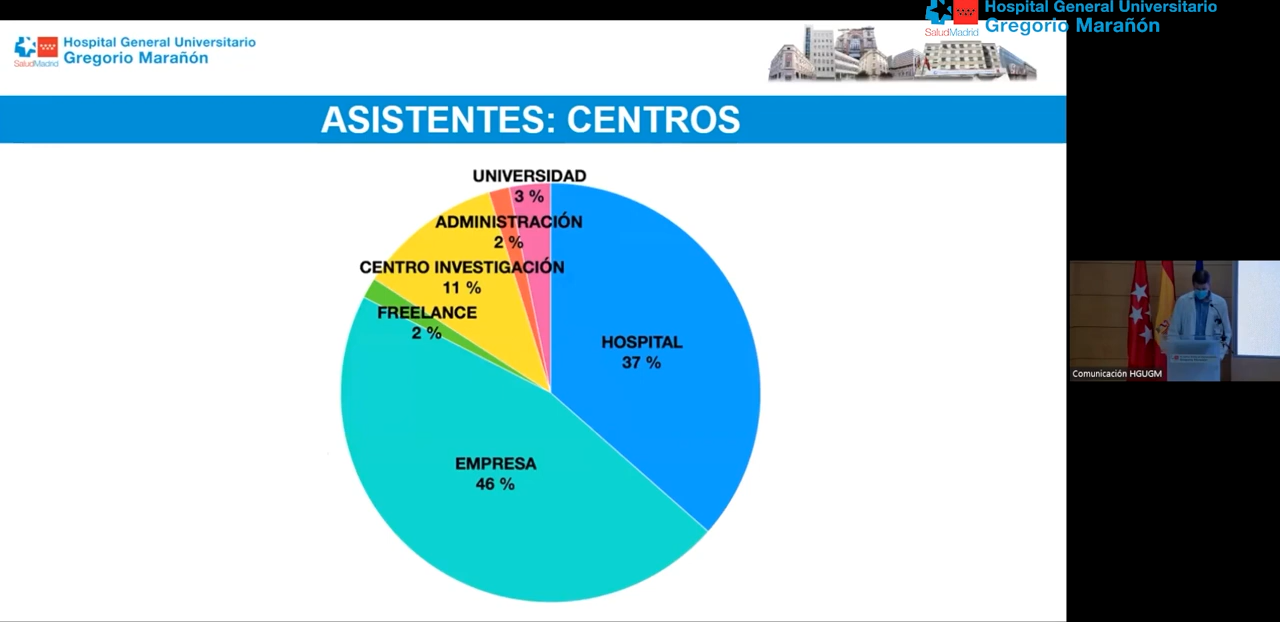 Hospital General Universitario
Gregorio Marañón
SaludMadrid
Hospital General Universitario
Gregorio Marañón
SaludMadrid
ASISTENTES: CENTROS
UNIVERSIDAD
3 %
ADMINISTRACIÓN
2 %
CENTRO INVESTIGACIÓN
11 %
FREELANCE
2 %
HOSPITAL
37 %
EMPRESA
46 %
Comunicación HGUGM